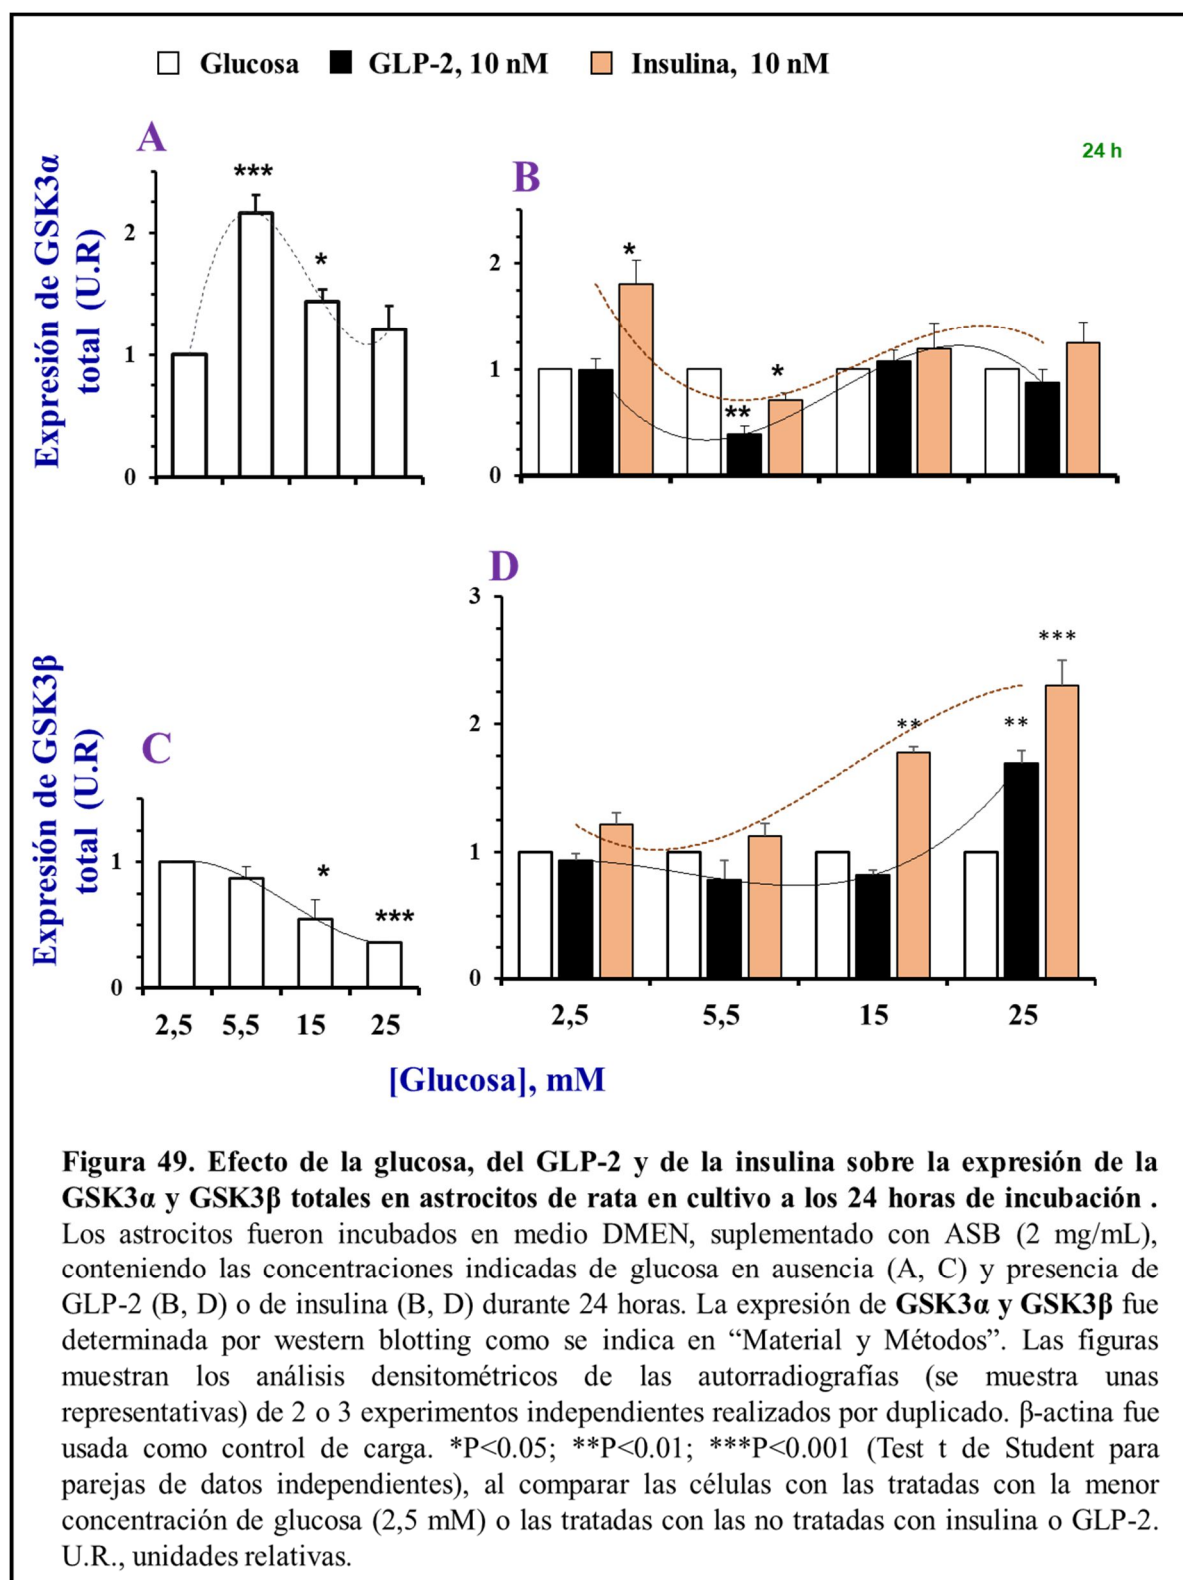 Glucosa GLP-2, 10 nM Insulina, 10 nM
A
24 h
B
Expresión de GSK3α
total (U.R)
***
*
2
1
0
*
**
*
2
1
0
D
Expresión de GSK3β
total (U.R)
C
1
0
*
***
2,5 5,5 15 25
3
2
1
0
**
**
***
2,5 5,5 15 25
[Glucosa], mM
Figura 49. Efecto de la glucosa, del GLP-2 y de la insulina sobre la expresión de la
GSK3α y GSK3β totales en astrocitos de rata en cultivo a los 24 horas de incubación .
Los astrocitos fueron incubados en medio DMEN, suplementado con ASB (2 mg/mL),
conteniendo las concentraciones indicadas de glucosa en ausencia (A, C) y presencia de
GLP-2 (B, D) o de insulina (B, D) durante 24 horas. La expresión de GSK3α y GSK3β fue
determinada por western blotting como se indica en “Material y Métodos”. Las figuras
muestran los análisis densitométricos de las autorradiografías (se muestra unas
representativas) de 2 o 3 experimentos independientes realizados por duplicado. β-actina fue
usada como control de carga. *P<0.05; **P<0.01; ***P<0.001 (Test t de Student para
parejas de datos independientes), al comparar las células con las tratadas con la menor
concentración de glucosa (2,5 mM) o las tratadas con las no tratadas con insulina o GLP-2.
U.R., unidades relativas.